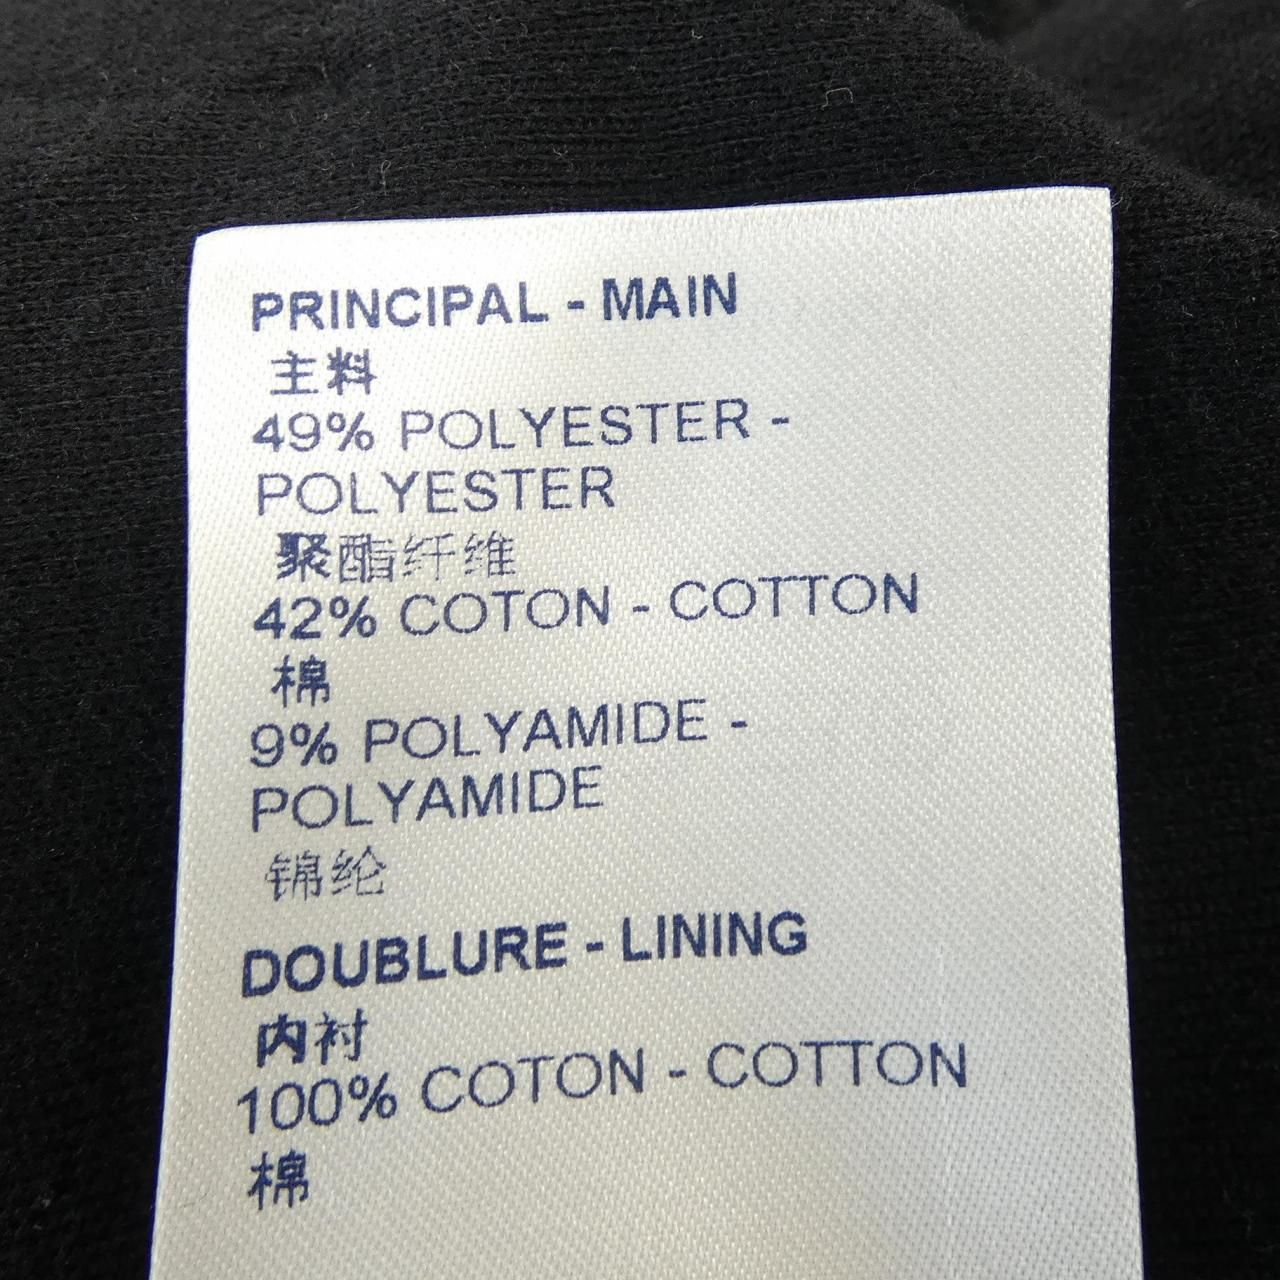 PRINCIPAL - MAIN
主料
49% POLYESTER -
POLYESTER
聚酯纤维
42% COTON - COTTON
棉
9% POLYAMIDE -
POLYAMIDE
锦纶
DOUBLURE - LINING
内衬
100% COTON - COTTON
棉